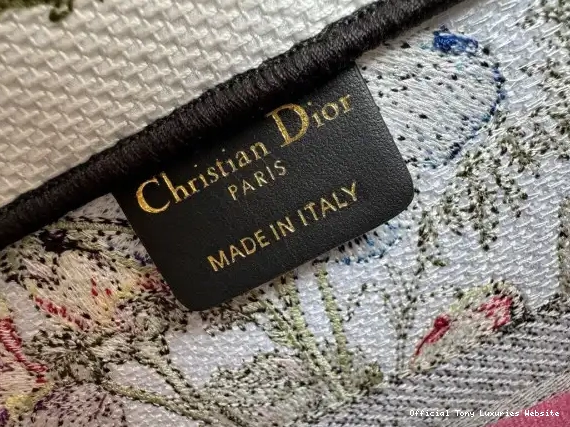 Christian Dior
PARIS
MADE IN ITALY
Official Tony Luxuries Website